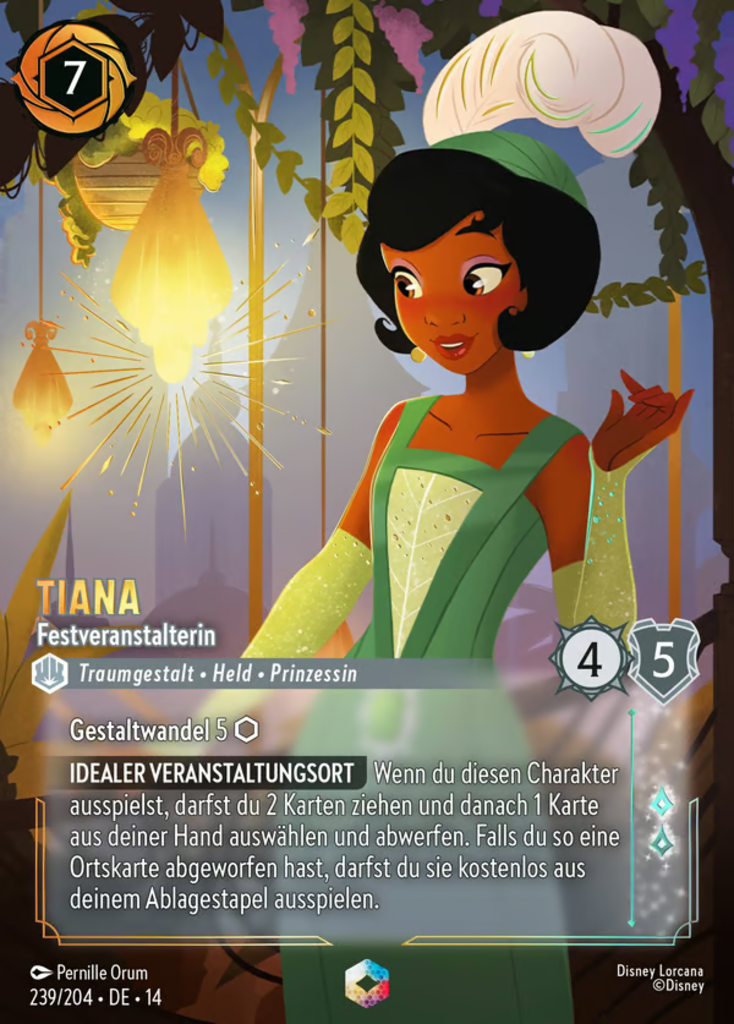 7
TIANA
Festveranstalterin
Traumgestalt • Held • Prinzessin
4
5
Gestaltwandel 5
IDEALER VERANSTALTUNGSORT Wenn du diesen Charakter
ausspielst, darfst du 2 Karten ziehen und danach 1 Karte
aus deiner Hand auswählen und abwerfen. Falls du so eine
Ortskarte abgeworfen hast, darfst du sie kostenlos aus
deinem Ablagestapel ausspielen.
Pernille Orum
239/204 • DE • 14
Disney Lorcana
©Disney